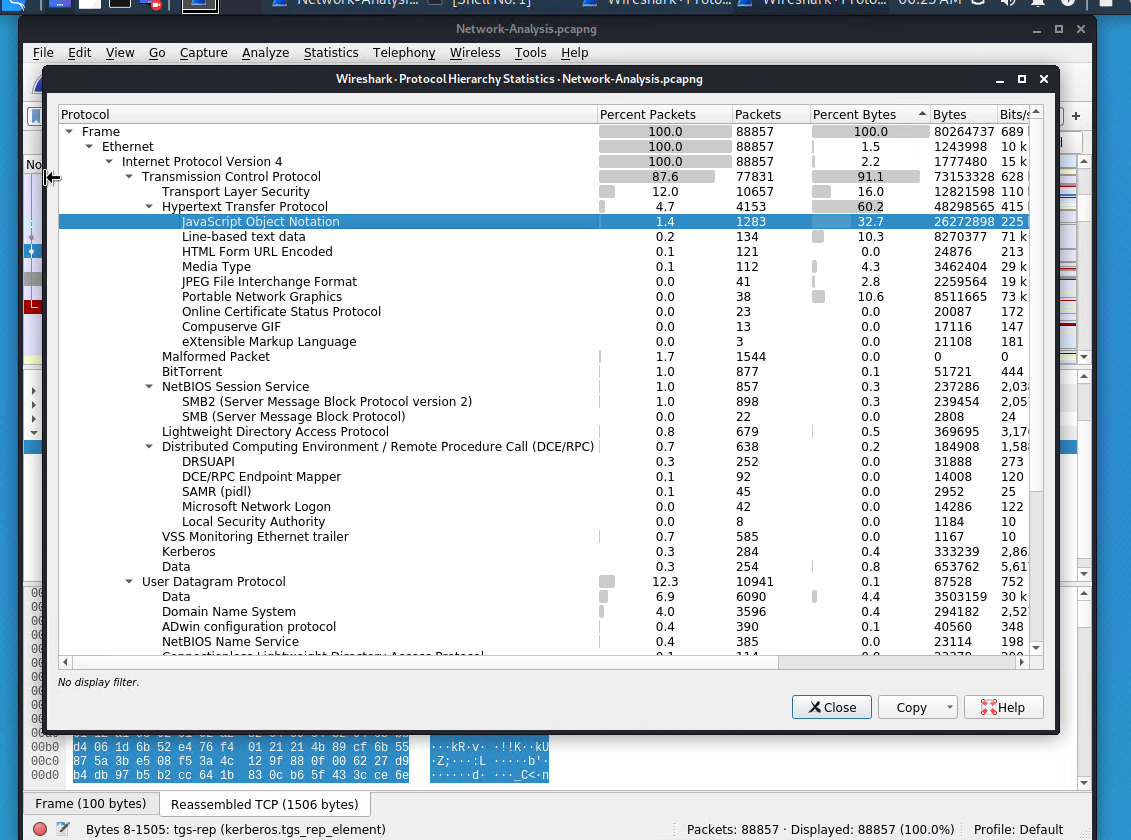 Network-Analysi... [Shell No. 1] Wireshark·Proto... Wireshark·Proto... 06:25 AM
Network-Analysis.pcapng
File Edit View Go Capture Analyze Statistics Telephony Wireless Tools Help
Wireshark · Protocol Hierarchy Statistics · Network-Analysis.pcapng
Protocol Percent Packets Packets Percent Bytes Bytes Bits/s
Frame 100.0 88857 100.0 80264737 689
Ethernet 100.0 88857 1.5 1243998 10 k
Internet Protocol Version 4 100.0 88857 2.2 1777480 15 k
Transmission Control Protocol 87.6 77831 91.1 73153328 628
Transport Layer Security 12.0 10657 16.0 12821598 110
Hypertext Transfer Protocol 4.7 4153 60.2 48298565 415
JavaScript Object Notation 1.4 1283 32.7 26272898 225
Line-based text data 0.2 134 10.3 8270377 71 k
HTML Form URL Encoded 0.1 121 0.0 24876 213
Media Type 0.1 112 4.3 3462404 29 k
JPEG File Interchange Format 0.0 41 2.8 2259564 19 k
Portable Network Graphics 0.0 38 10.6 8511665 73 k
Online Certificate Status Protocol 0.0 23 0.0 20087 172
Compuserve GIF 0.0 13 0.0 17116 147
eXtensible Markup Language 0.0 3 0.0 21108 181
Malformed Packet 1.7 1544 0.0 0 0
BitTorrent 1.0 877 0.1 51721 444
NetBIOS Session Service 1.0 857 0.3 237286 2,03
SMB2 (Server Message Block Protocol version 2) 1.0 898 0.3 239454 2,05
SMB (Server Message Block Protocol) 0.0 22 0.0 2808 24
Lightweight Directory Access Protocol 0.8 679 0.5 369695 3,17
Distributed Computing Environment / Remote Procedure Call (DCE/RPC) 0.7 638 0.2 184908 1,58
DRSUAPI 0.3 252 0.0 31888 273
DCE/RPC Endpoint Mapper 0.1 92 0.0 14008 120
SAMR (pidl) 0.1 45 0.0 2952 25
Microsoft Network Logon 0.0 42 0.0 14286 122
Local Security Authority 0.0 8 0.0 1184 10
VSS Monitoring Ethernet trailer 0.7 585 0.0 1167 10
Kerberos 0.3 284 0.4 333239 2,86
Data 0.3 254 0.8 653762 5,61
User Datagram Protocol 12.3 10941 0.1 87528 752
Data 6.9 6090 4.4 3503159 30 k
Domain Name System 4.0 3596 0.4 294182 2,52
ADwin configuration protocol 0.4 390 0.1 40560 348
NetBIOS Name Service 0.4 385 0.0 23114 198
No display filter.
Close Copy Help
00b0 d4 06 1d 6b 52 e4 76 f4 01 21 21 4b 89 cf 6b 55 ···kR·v· ·!!K··kU
00c0 87 5a 3b e5 08 f5 3a 4c 12 9f 88 0f 00 62 27 d9 ·Z;···:L ·····b'·
00d0 b4 db 97 b5 b2 cc 64 1b 83 0c b6 5f 43 3c ce 6e ······d· ···_C<·n
Frame (100 bytes) Reassembled TCP (1506 bytes)
Bytes 8-1505: tgs-rep (kerberos.tgs_rep_element) Packets: 88857 · Displayed: 88857 (100.0%) Profile: Default